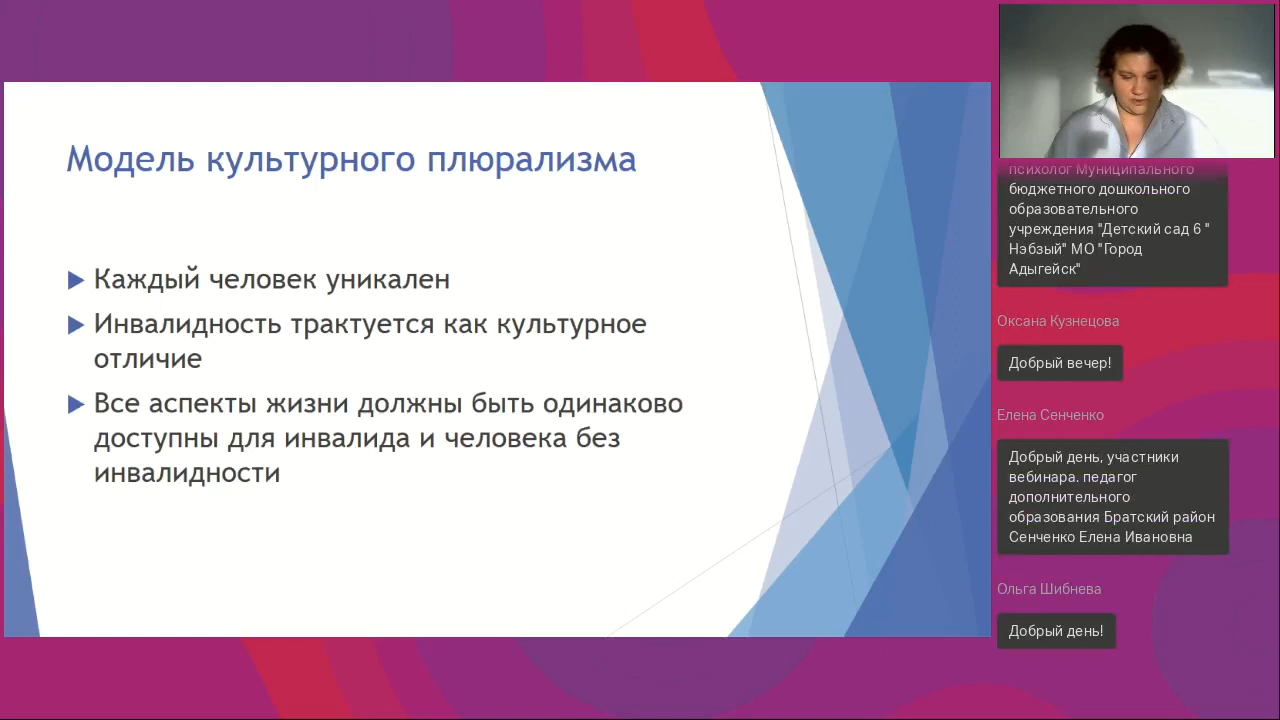 Модель культурного плюрализма
Каждый человек уникален
Инвалидность трактуется как культурное
отличие
Все аспекты жизни должны быть одинаково
доступны для инвалида и человека без
инвалидности
психолог Муниципального
бюджетного дошкольного
образовательного
учреждения "Детский сад 6 "
Нэбзый" МО "Город
Адыгейск"
Оксана Кузнецова
Добрый вечер!
Елена Сенченко
Добрый день, участники
вебинара. педагог
дополнительного
образования Братский район
Сенченко Елена Ивановна
Ольга Шибнева
Добрый день!